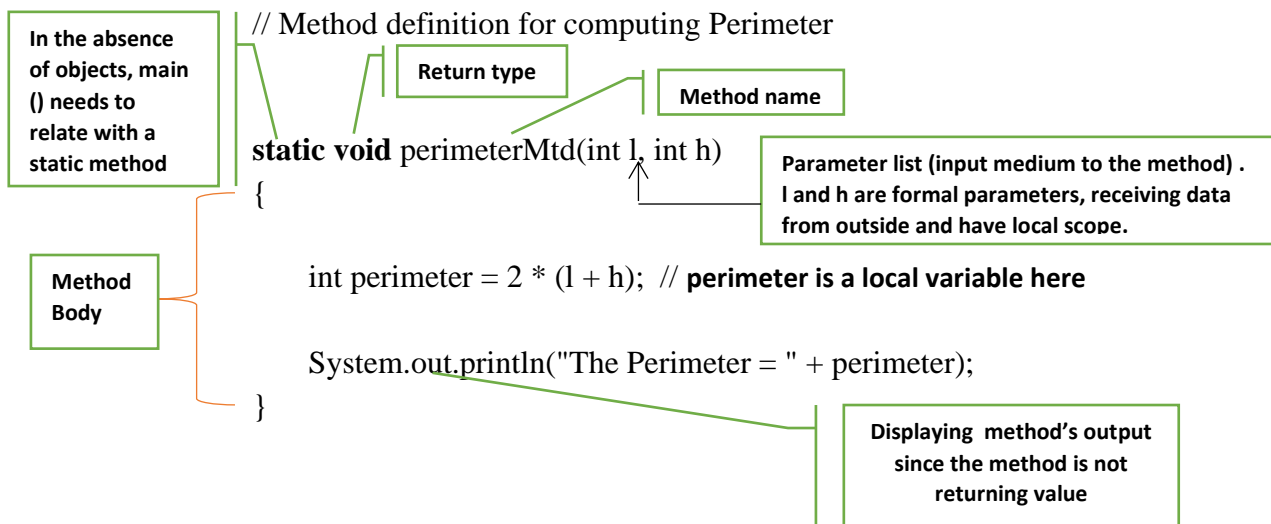 // Method definition for computing Perimeter
In the absence
of objects, main
() needs to
relate with a
static method
Return type
Method name
static void perimeterMtd(int l, int h)
Parameter list (input medium to the method) .
l and h are formal parameters, receiving data
from outside and have local scope.
{
Method
Body
int perimeter = 2 * (l + h); // perimeter is a local variable here
System.out.println("The Perimeter = " + perimeter);
}
Displaying method’s output
since the method is not
returning value